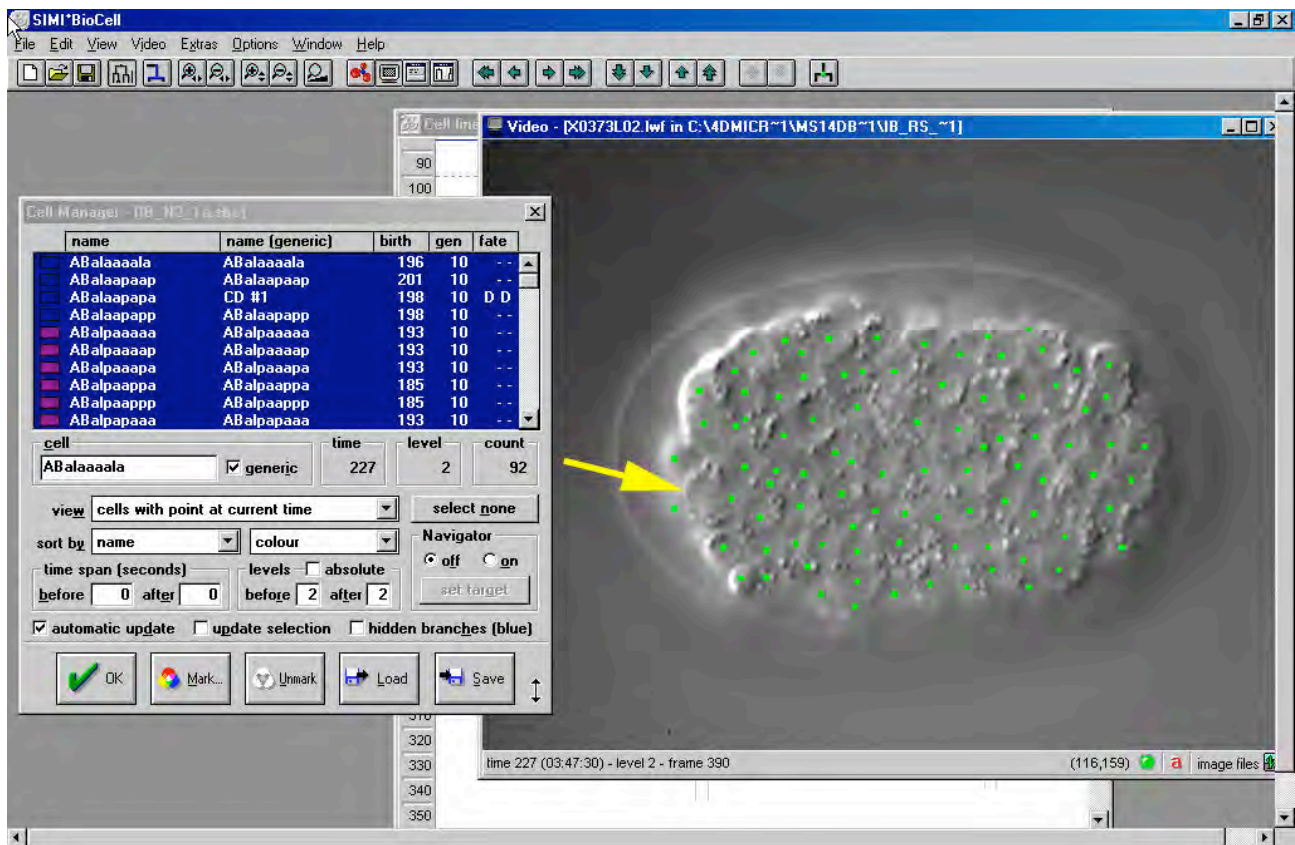 SIMI*BioCell
File Edit View Video Extras Options Window Help
Cell line
Video - [X0373L02.lwf in C:\4DMICR~1\MS14DB~1\IB_RS_~1]
90
100
Cell Manager
name name (generic) birth gen fate
ABalaaaala ABalaaaala 196 10 - -
ABalaapaap ABalaapaap 201 10 - -
ABalaapapa CD #1 198 10 D D
ABalaapapp ABalaapapp 198 10 - -
ABalpaaaaa ABalpaaaaa 193 10 - -
ABalpaaaap ABalpaaaap 193 10 - -
ABalpaaapa ABalpaaapa 193 10 - -
ABalpaappa ABalpaappa 185 10 - -
ABalpaappp ABalpaappp 185 10 - -
ABalpapaaa ABalpapaaa 193 10 - -
cell time level count
ABalaaaala generic 227 2 92
view cells with point at current time select none
sort by name colour Navigator
off on
time span (seconds) levels absolute
before 0 after 0 before 2 after 2 set target
automatic update update selection hidden branches (blue)
OK Mark... Unmark Load Save
310
320
330
340
350
time 227 (03:47:30) - level 2 - frame 390 (116,159) a image files